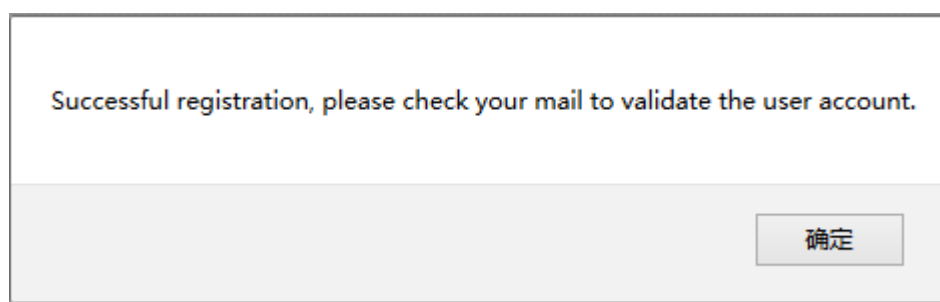 Successful registration, please check your mail to validate the user account.
确定